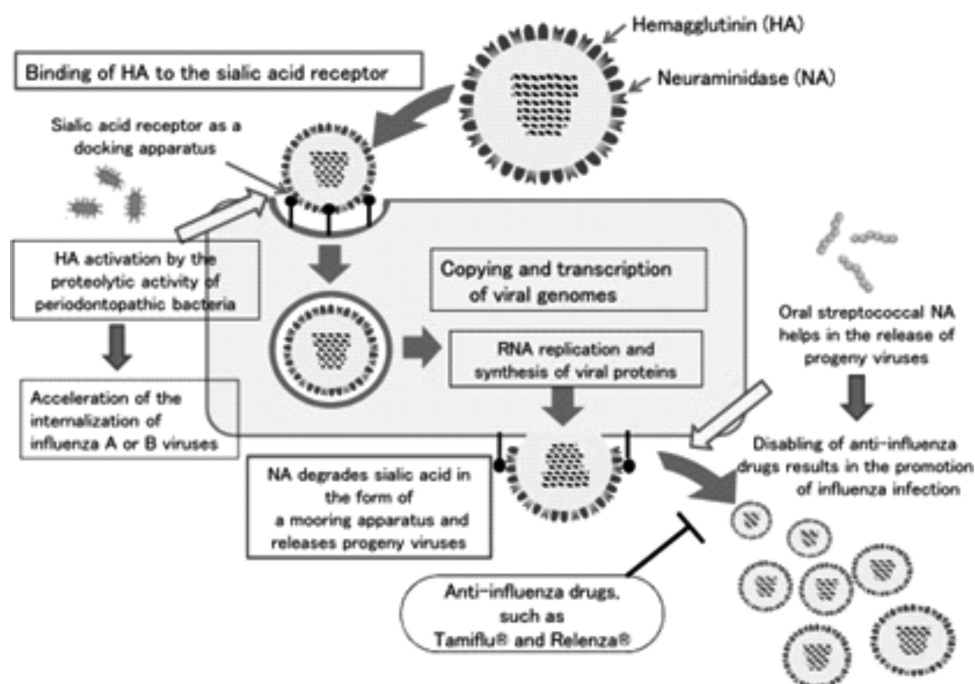 Hemagglutinin (HA)
Neuraminidase (NA)
Binding of HA to the sialic acid receptor
Sialic acid receptor as a
docking apparatus
HA activation by the
proteolytic activity of
periodontopathic bacteria
Acceleration of the
internalization of
influenza A or B viruses
Copying and transcription
of viral genomes
RNA replication and
synthesis of viral proteins
NA degrades sialic acid in
the form of
a mooring apparatus and
releases progeny viruses
Oral streptococcal NA
helps in the release of
progeny viruses
Disabling of anti-influenza
drugs results in the promotion
of influenza infection
Anti-influenza drugs,
such as
Tamiflu® and Relenza®